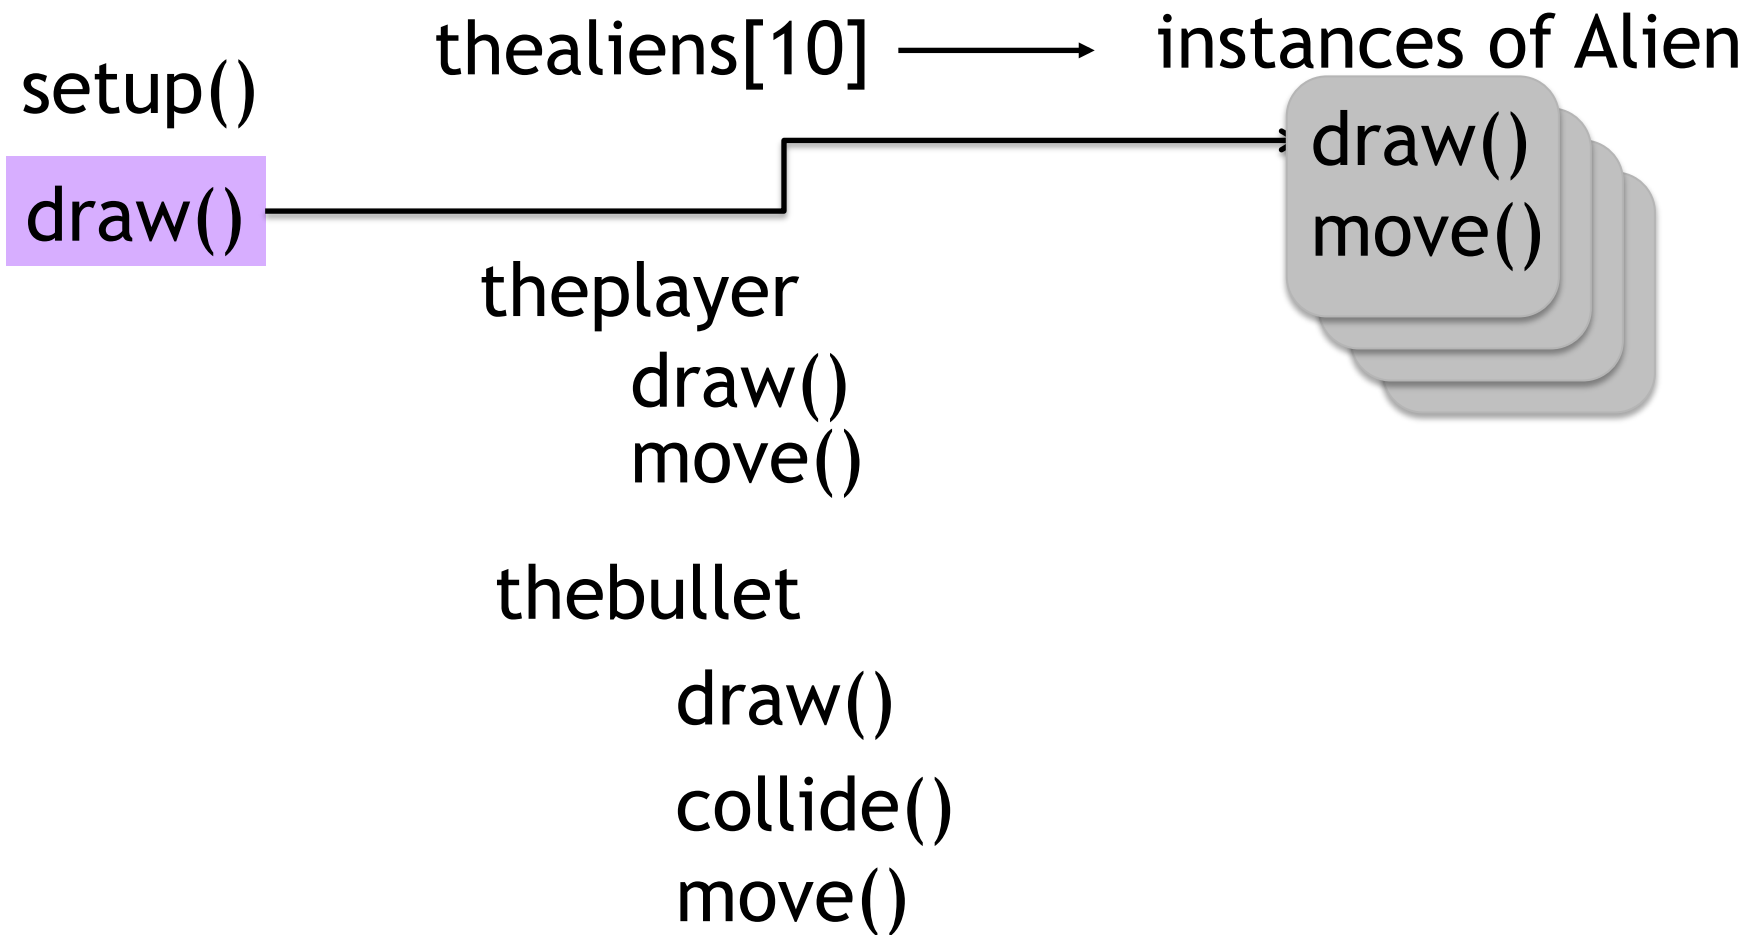 setup()
draw()
thealiens[10]
instances of Alien
draw()
move()
theplayer
draw()
move()
thebullet
draw()
collide()
move()